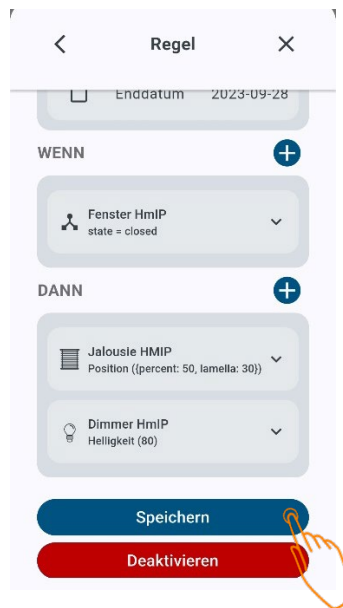 Regel
Enddatum 2023-09-28
WENN
Fenster HmIP
state = closed
DANN
Jalousie HMIP
Position ({percent: 50, lamella: 30})
Dimmer HmIP
Helligkeit (80)
Speichern
Deaktivieren